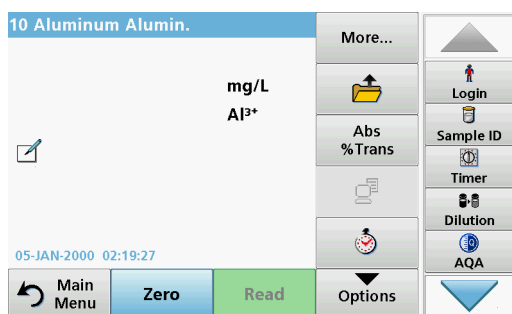 10 Aluminum Alumin.
mg/L
Al³⁺
05-JAN-2000 02:19:27
Main
Menu
Zero
Read
More...
Abs
%Trans
Options
Login
Sample ID
Timer
Dilution
AQA